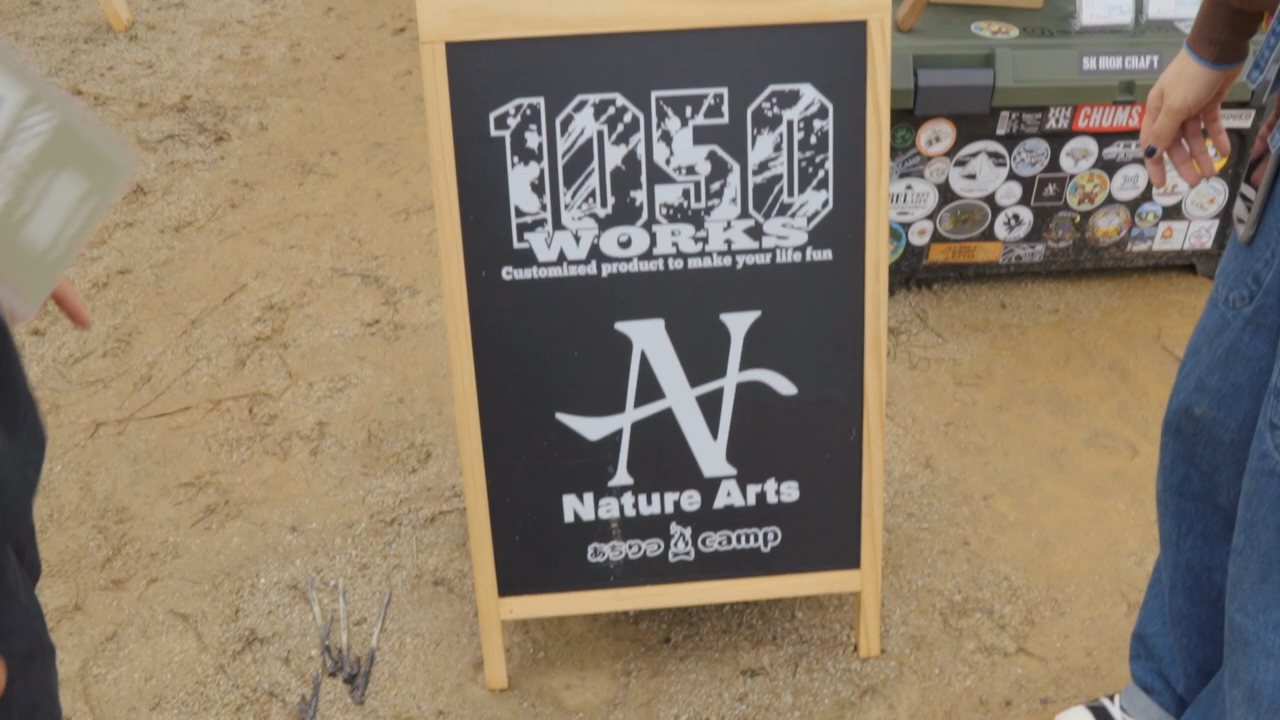 1050
WORKS
Customized product to make your life fun
N
Nature Arts
あちりつ camp
SK IRON CRAFT
CHUMS